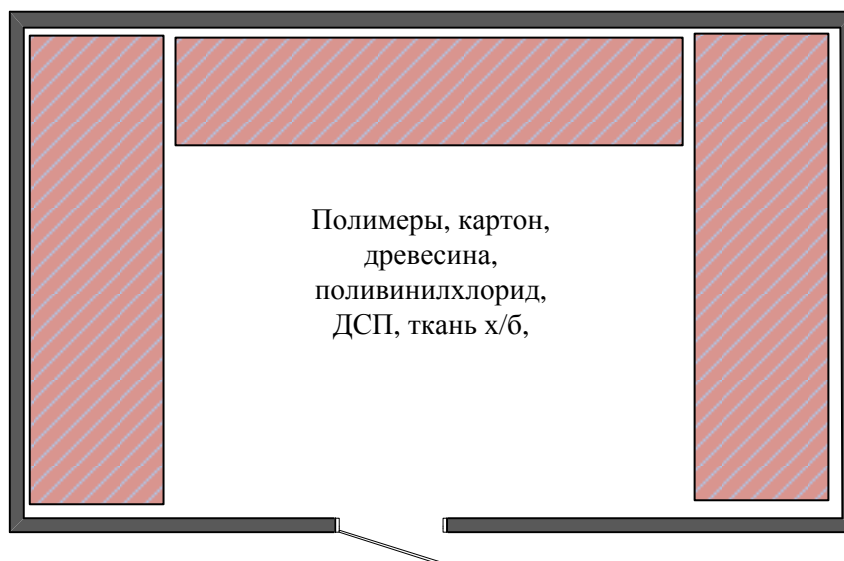 Полимеры, картон,
древесина,
поливинилхлорид,
ДСП, ткань х/б,